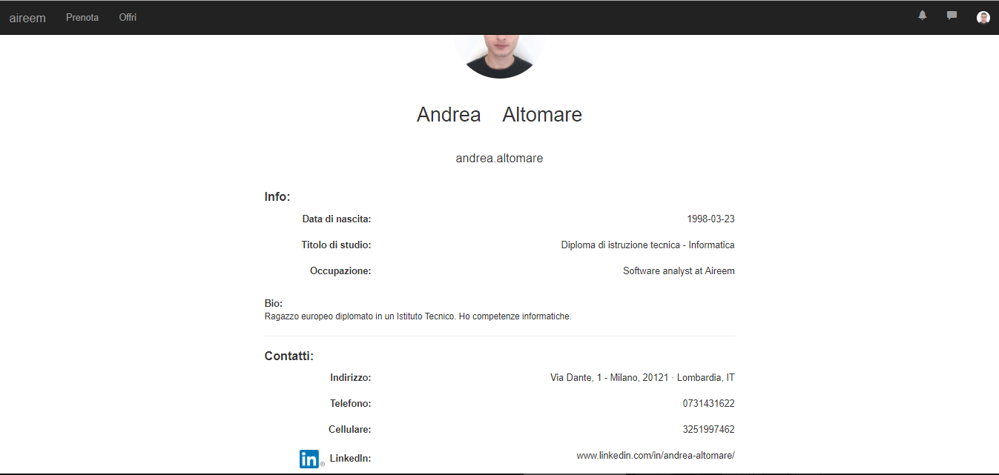 aireem Prenota Offri
Andrea Altomare
andrea.altomare
Info:
Data di nascita: 1998-03-23
Titolo di studio: Diploma di istruzione tecnica - Informatica
Occupazione: Software analyst at Aireem
Bio:
Ragazzo europeo diplomato in un Istituto Tecnico. Ho competenze informatiche.
Contatti:
Indirizzo: Via Dante, 1 - Milano, 20121 · Lombardia, IT
Telefono: 0731431622
Cellulare: 3251997462
in ® LinkedIn: www.linkedin.com/in/andrea-altomare/